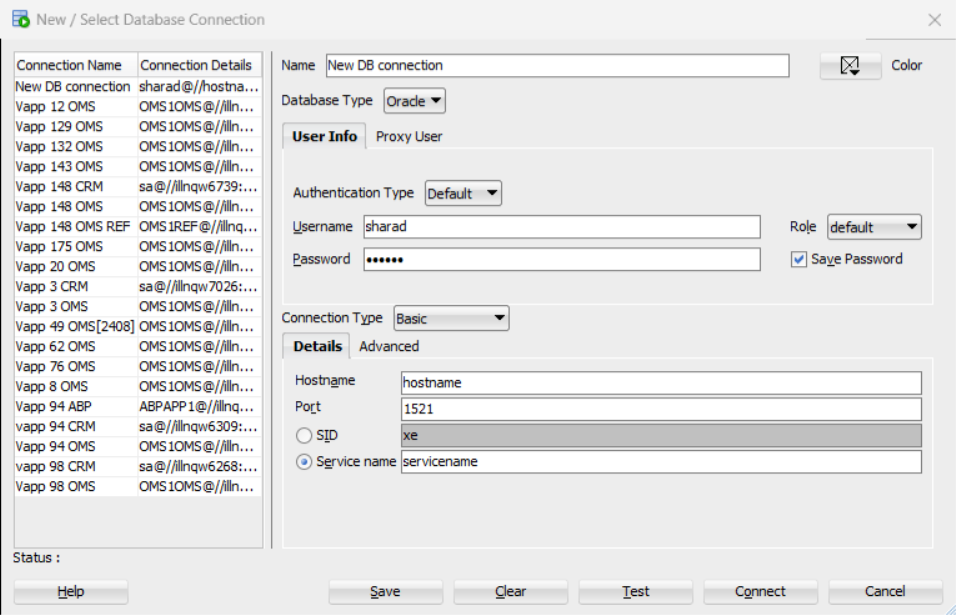 New / Select Database Connection
Connection Name Connection Details
New DB connection sharad@//hostna...
Vapp 12 OMS OMS1OMS@//illn...
Vapp 129 OMS OMS1OMS@//illn...
Vapp 132 OMS OMS1OMS@//illn...
Vapp 143 OMS OMS1OMS@//illn...
Vapp 148 CRM sa@//illnqw6739:...
Vapp 148 OMS OMS1OMS@//illn...
Vapp 148 OMS REF OMS1REF@//illnq...
Vapp 175 OMS OMS1OMS@//illn...
Vapp 20 OMS OMS1OMS@//illn...
Vapp 3 CRM sa@//illnqw7026:...
Vapp 3 OMS OMS1OMS@//illn...
Vapp 49 OMS[2408] OMS1OMS@//illn...
Vapp 62 OMS OMS1OMS@//illn...
Vapp 76 OMS OMS1OMS@//illn...
Vapp 8 OMS OMS1OMS@//illn...
Vapp 94 ABP ABPAPP1@//illnq...
vapp 94 CRM sa@//illnqw6309:...
Vapp 94 OMS OMS1OMS@//illn...
vapp 98 CRM sa@//illnqw6268:...
Vapp 98 OMS OMS1OMS@//illn...
Name New DB connection Color
Database Type Oracle
User Info Proxy User
Authentication Type Default
Username sharad Role default
Password •••••• Save Password
Connection Type Basic
Details Advanced
Hostname hostname
Port 1521
SID xe
Service name servicename
Status :
Help Save Clear Test Connect Cancel